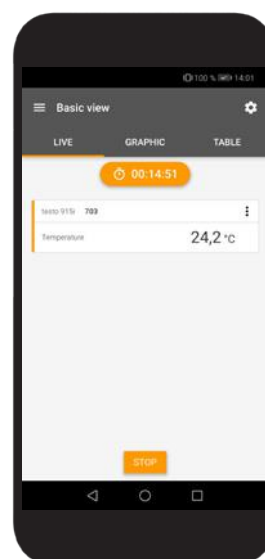 100 % 14:01
Basic view
LIVE GRAPHIC TABLE
00:14:51
testo 915i 703
Temperature 24,2 °C
STOP